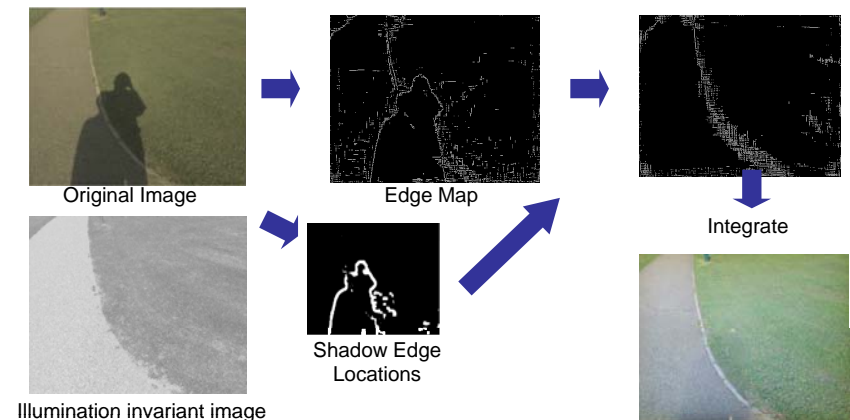 Original Image
Edge Map
Integrate
Shadow Edge
Locations
Illumination invariant image